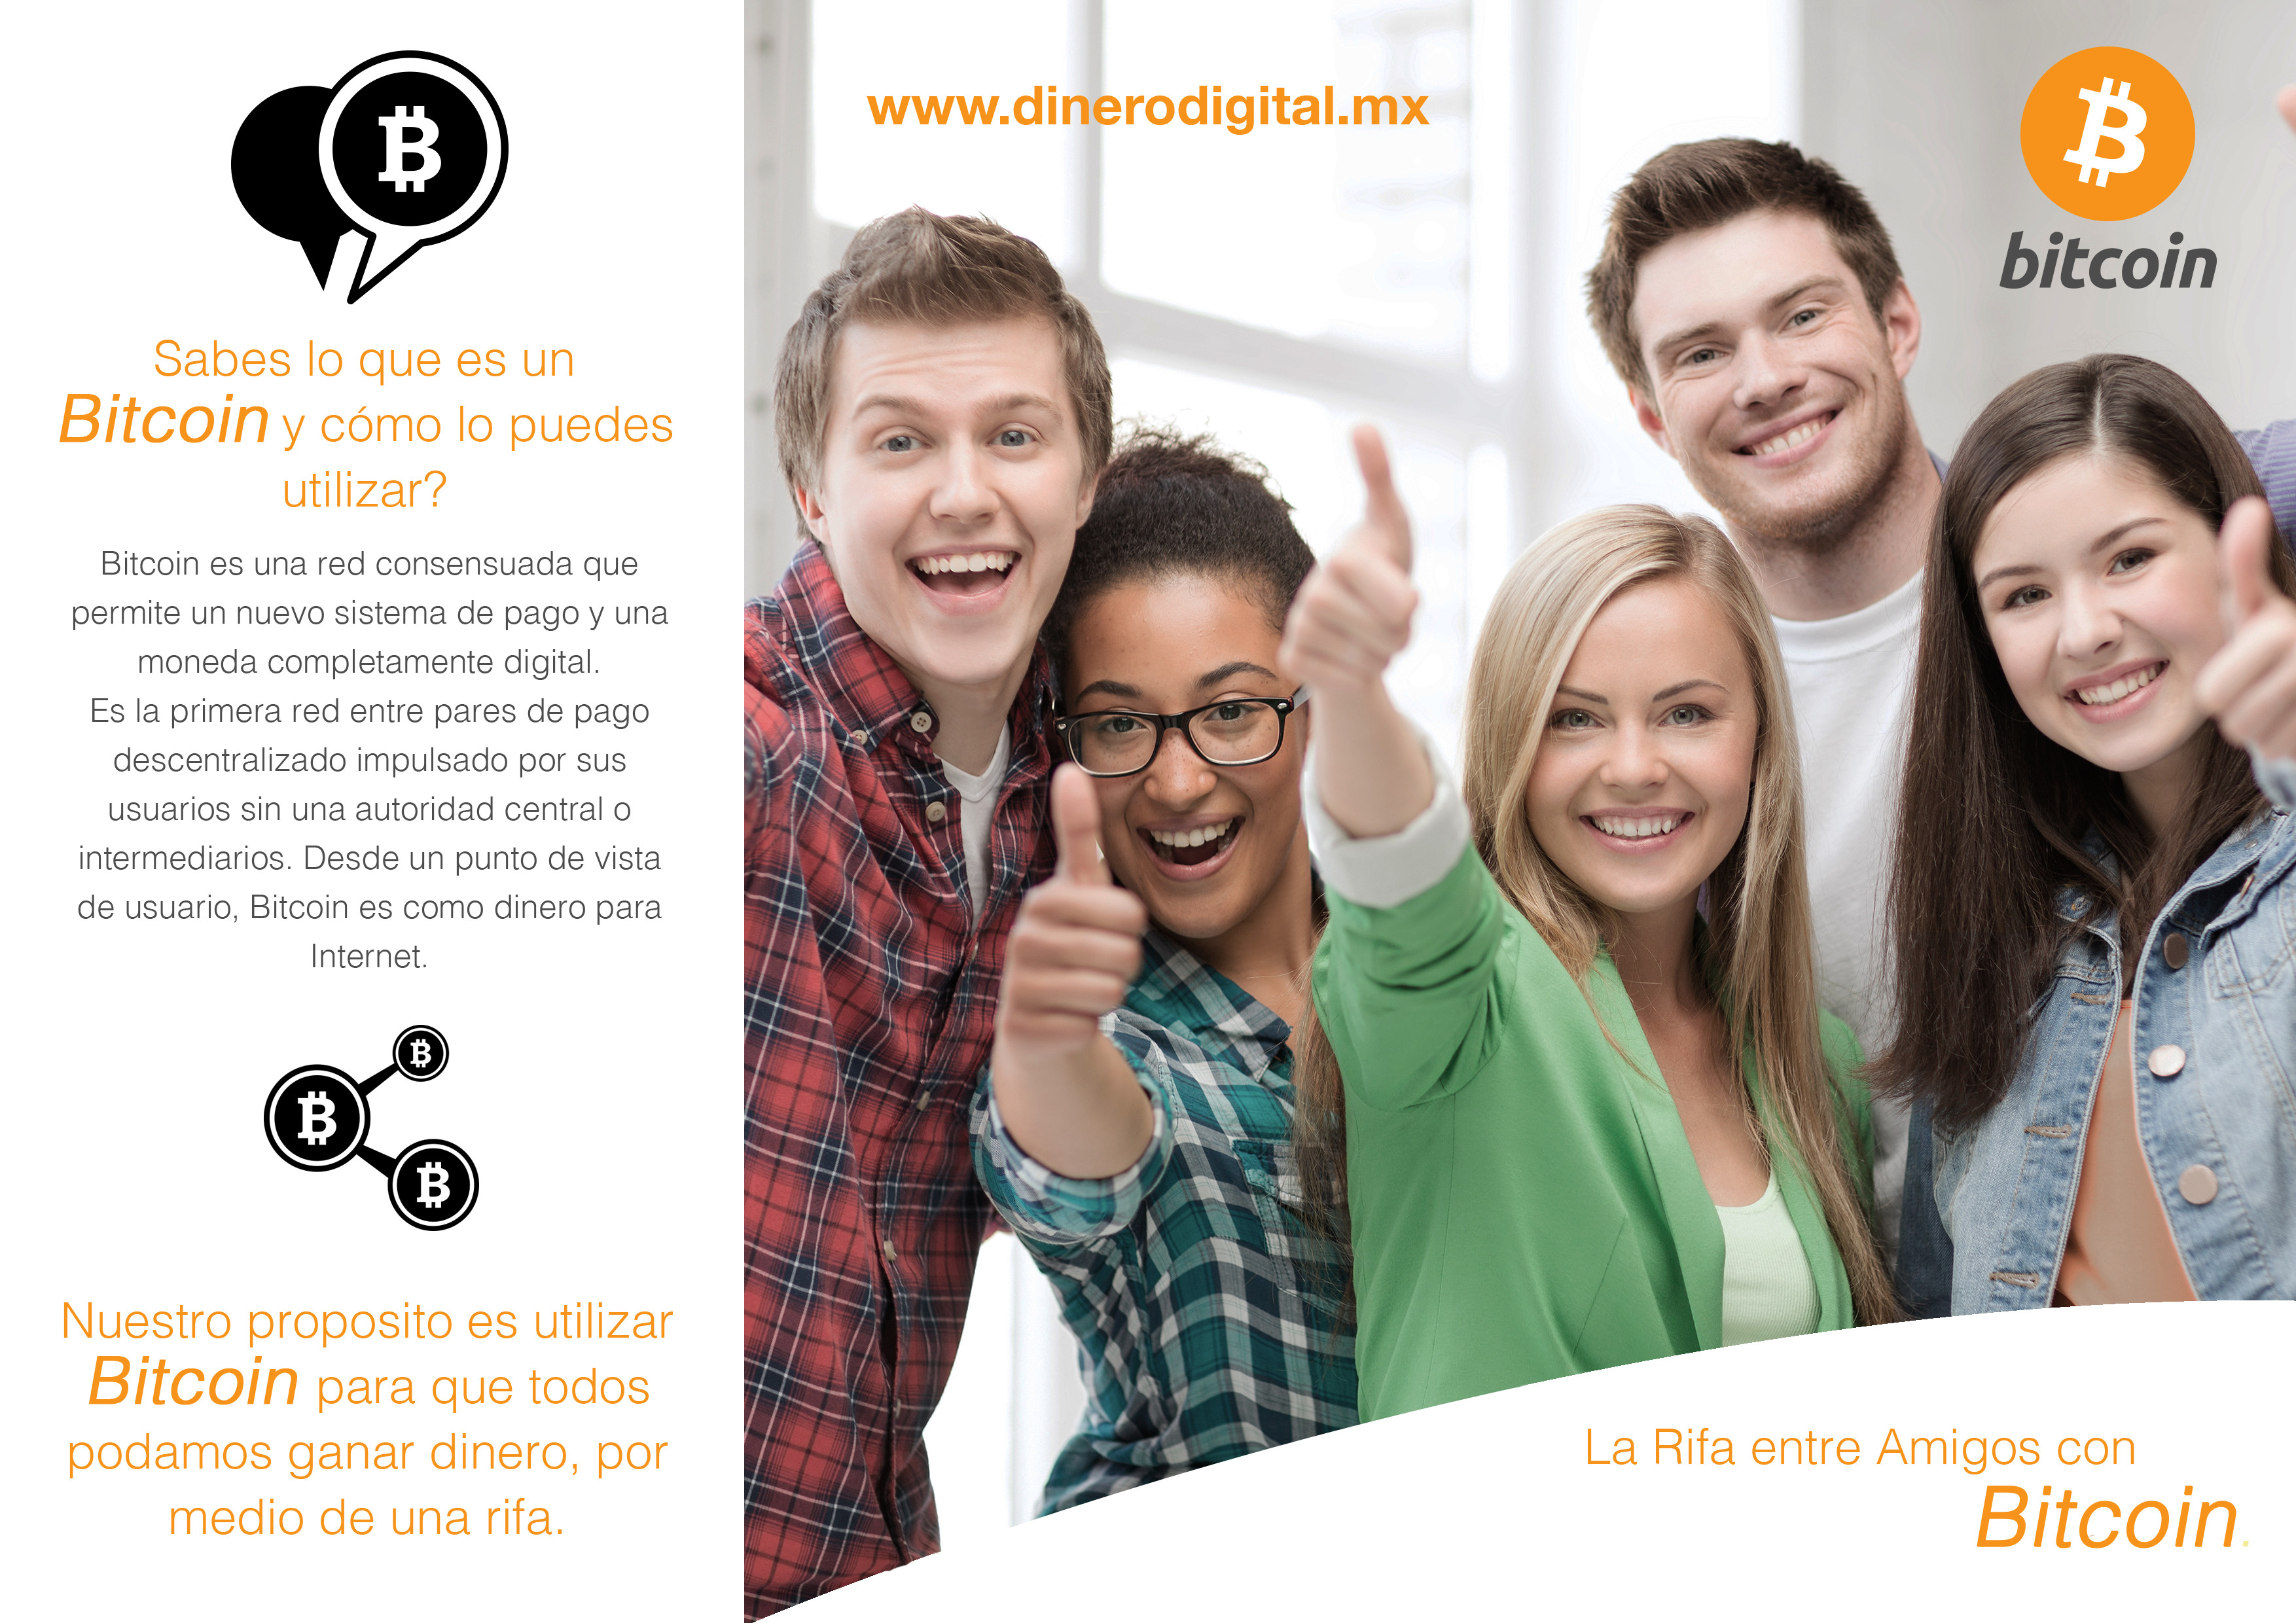 Sabes lo que es un
Bitcoin y cómo lo puedes
utilizar?
Bitcoin es una red consensuada que
permite un nuevo sistema de pago y una
moneda completamente digital.
Es la primera red entre pares de pago
descentralizado impulsado por sus
usuarios sin una autoridad central o
intermediarios. Desde un punto de vista
de usuario, Bitcoin es como dinero para
Internet.
Nuestro proposito es utilizar
Bitcoin para que todos
podamos ganar dinero, por
medio de una rifa.
www.dinerodigital.mx
bitcoin
La Rifa entre Amigos con
Bitcoin.